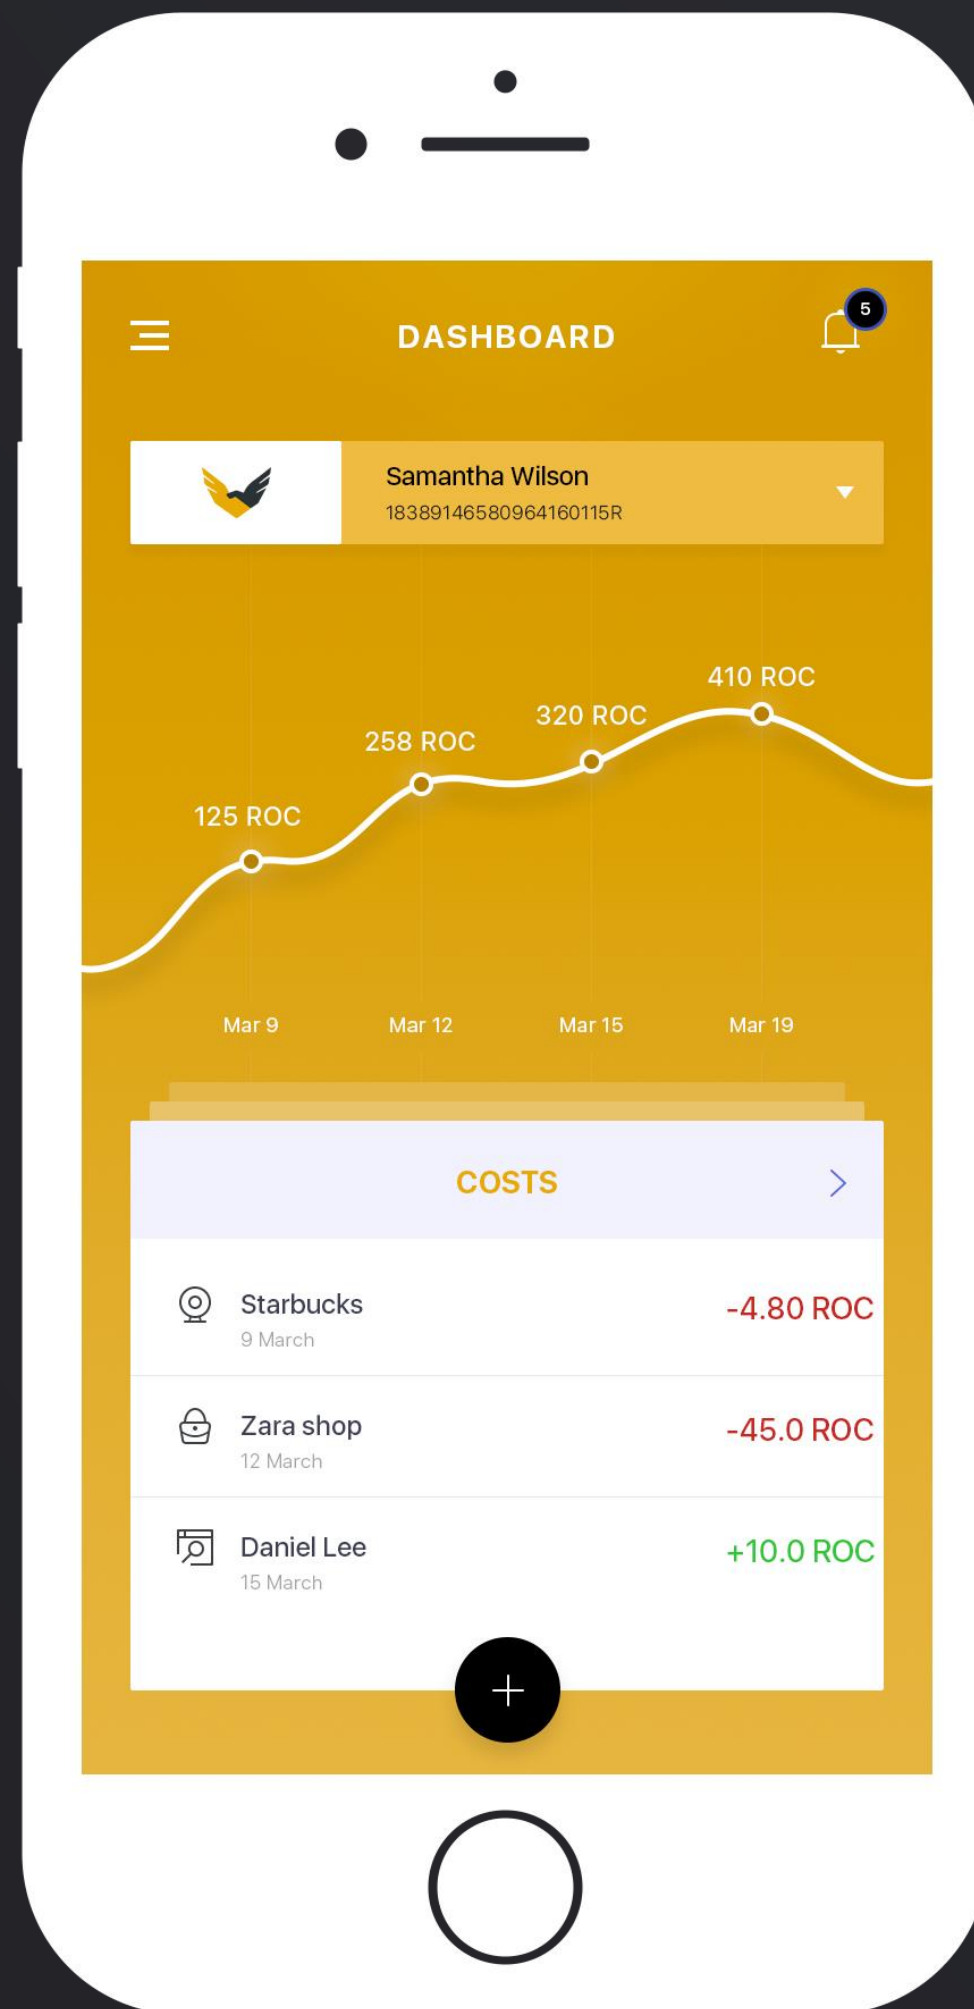 DASHBOARD
5
Samantha Wilson
18389146580964160115R
410 ROC
320 ROC
258 ROC
125 ROC
Mar 9
Mar 12
Mar 15
Mar 19
COSTS
Starbucks
-4.80 ROC
9 March
Zara shop
-45.0 ROC
12 March
Daniel Lee
+10.0 ROC
15 March